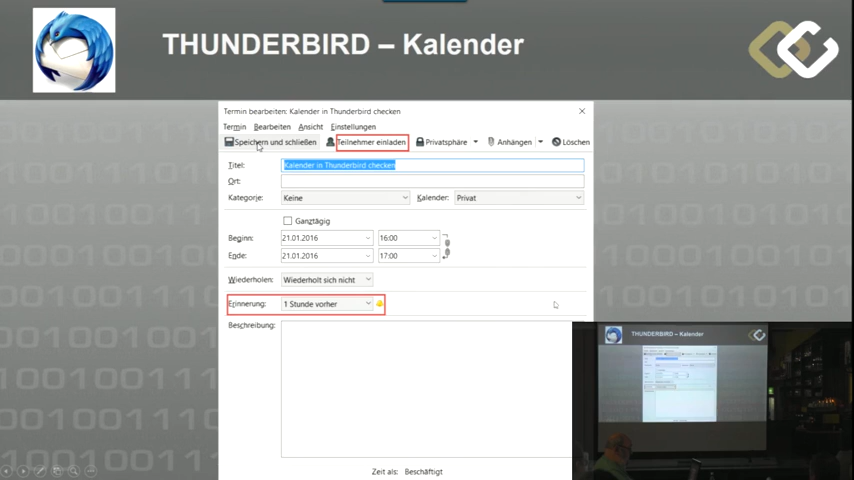 THUNDERBIRD – Kalender
Termin bearbeiten: Kalender in Thunderbird checken
Termin Bearbeiten Ansicht Einstellungen
Speichern und schließen Teilnehmer einladen Privatsphäre Anhängen Löschen
Titel: Kalender in Thunderbird checken
Ort:
Kategorie: Keine Kalender: Privat
Ganztägig
Beginn: 21.01.2016 16:00
Ende: 21.01.2016 17:00
Wiederholen: Wiederholt sich nicht
Erinnerung: 1 Stunde vorher
Beschreibung:
Zeit als: Beschäftigt
THUNDERBIRD – Kalender